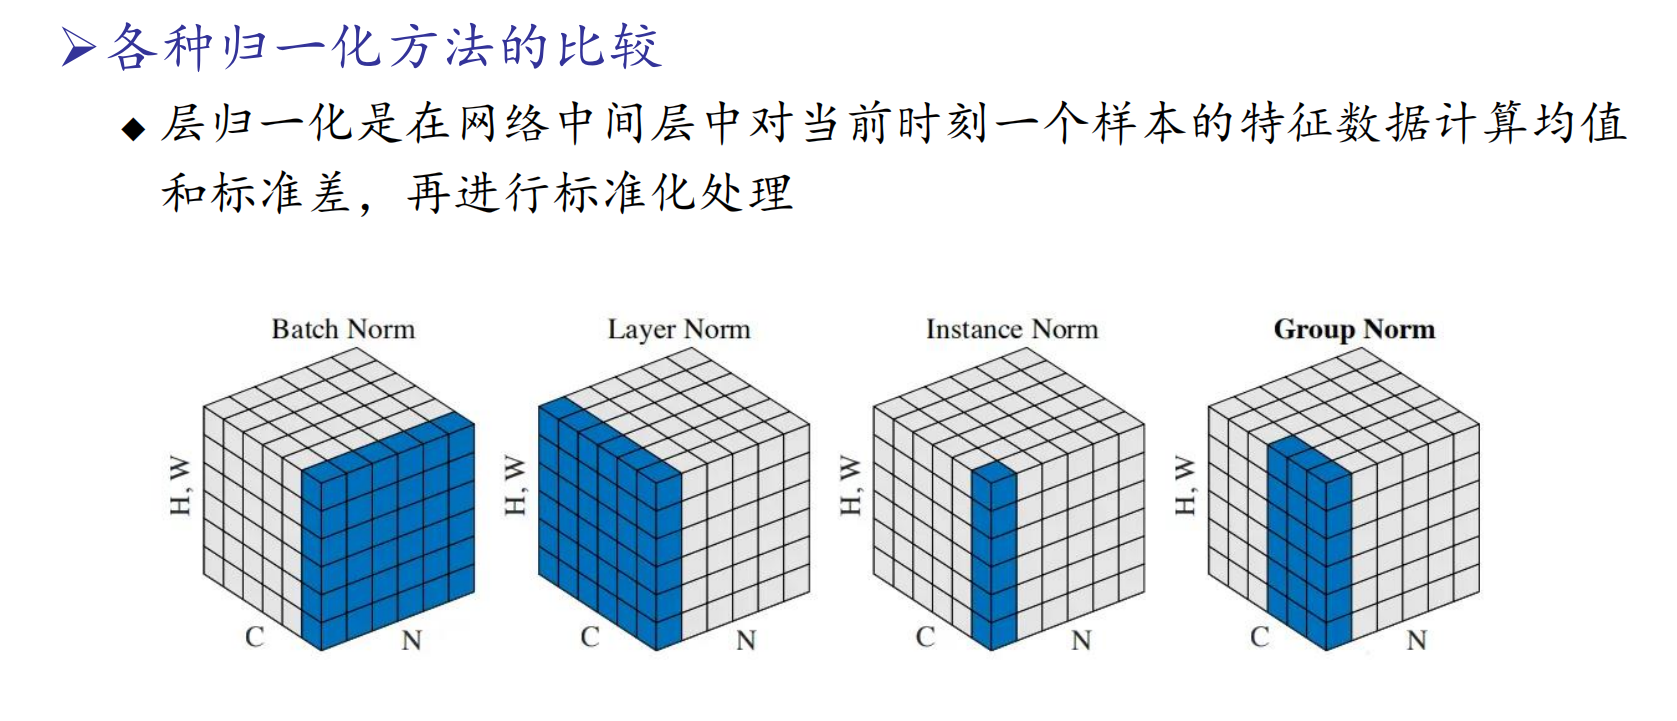 各种归一化方法的比较
层归一化是在网络中间层中对当前时刻一个样本的特征数据计算均值
和标准差，再进行标准化处理
Batch Norm
Layer Norm
Instance Norm
Group Norm
H, W
H, W
H, W
H, W
C
N
C
N
C
N
C
N